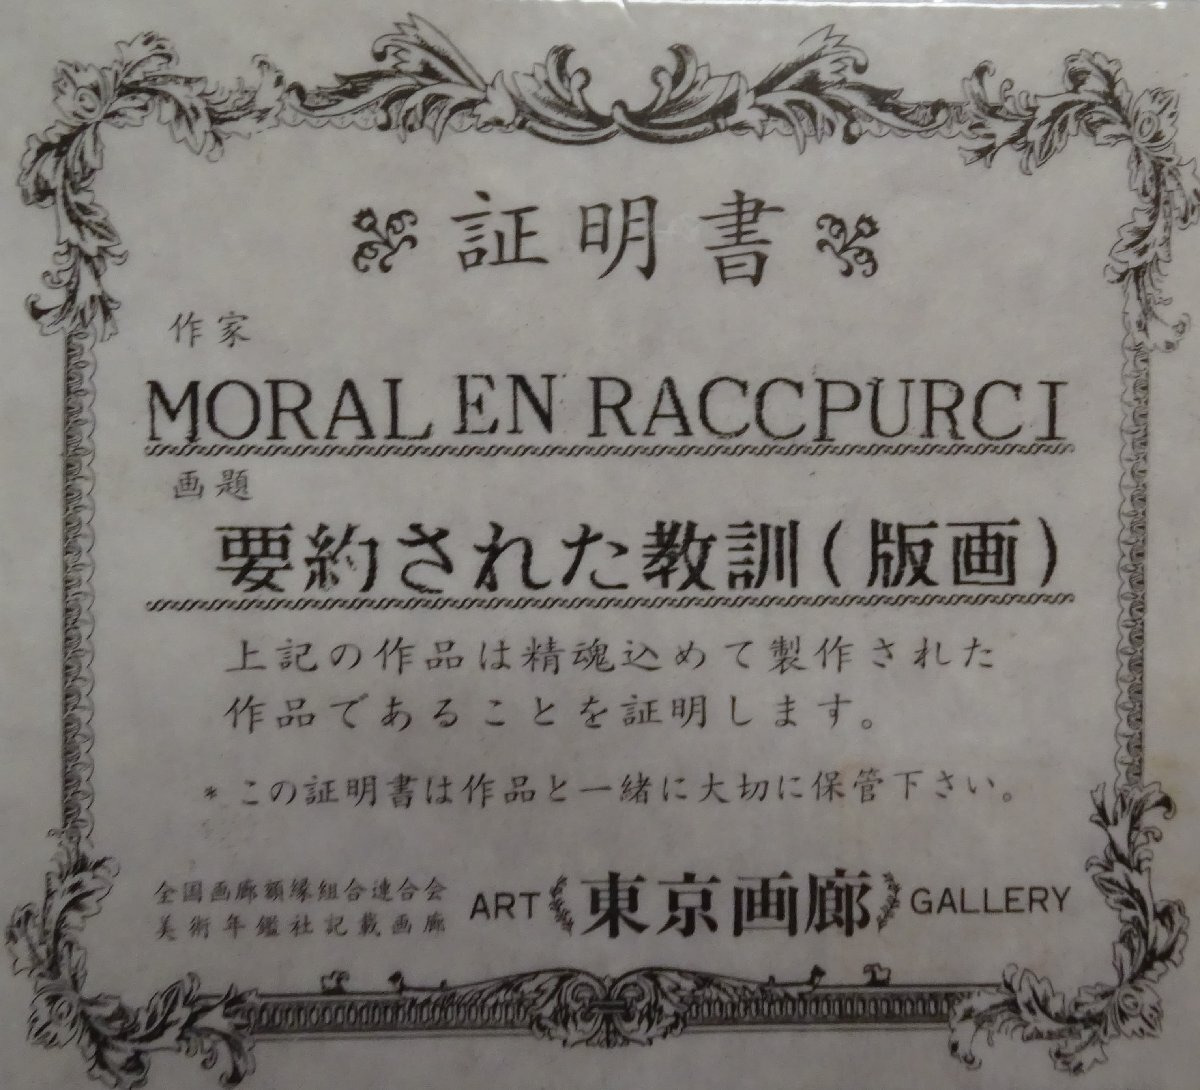 証明書
作家
MORAL EN RACCPURCI
画題
要約された教訓(版画)
上記の作品は精魂込めて製作された
作品であることを証明します。
*この証明書は作品と一緒に大切に保管下さい。
全国画廊額縁組合連合会
美術年鑑社記載画廊
ART 東京画廊 GALLERY